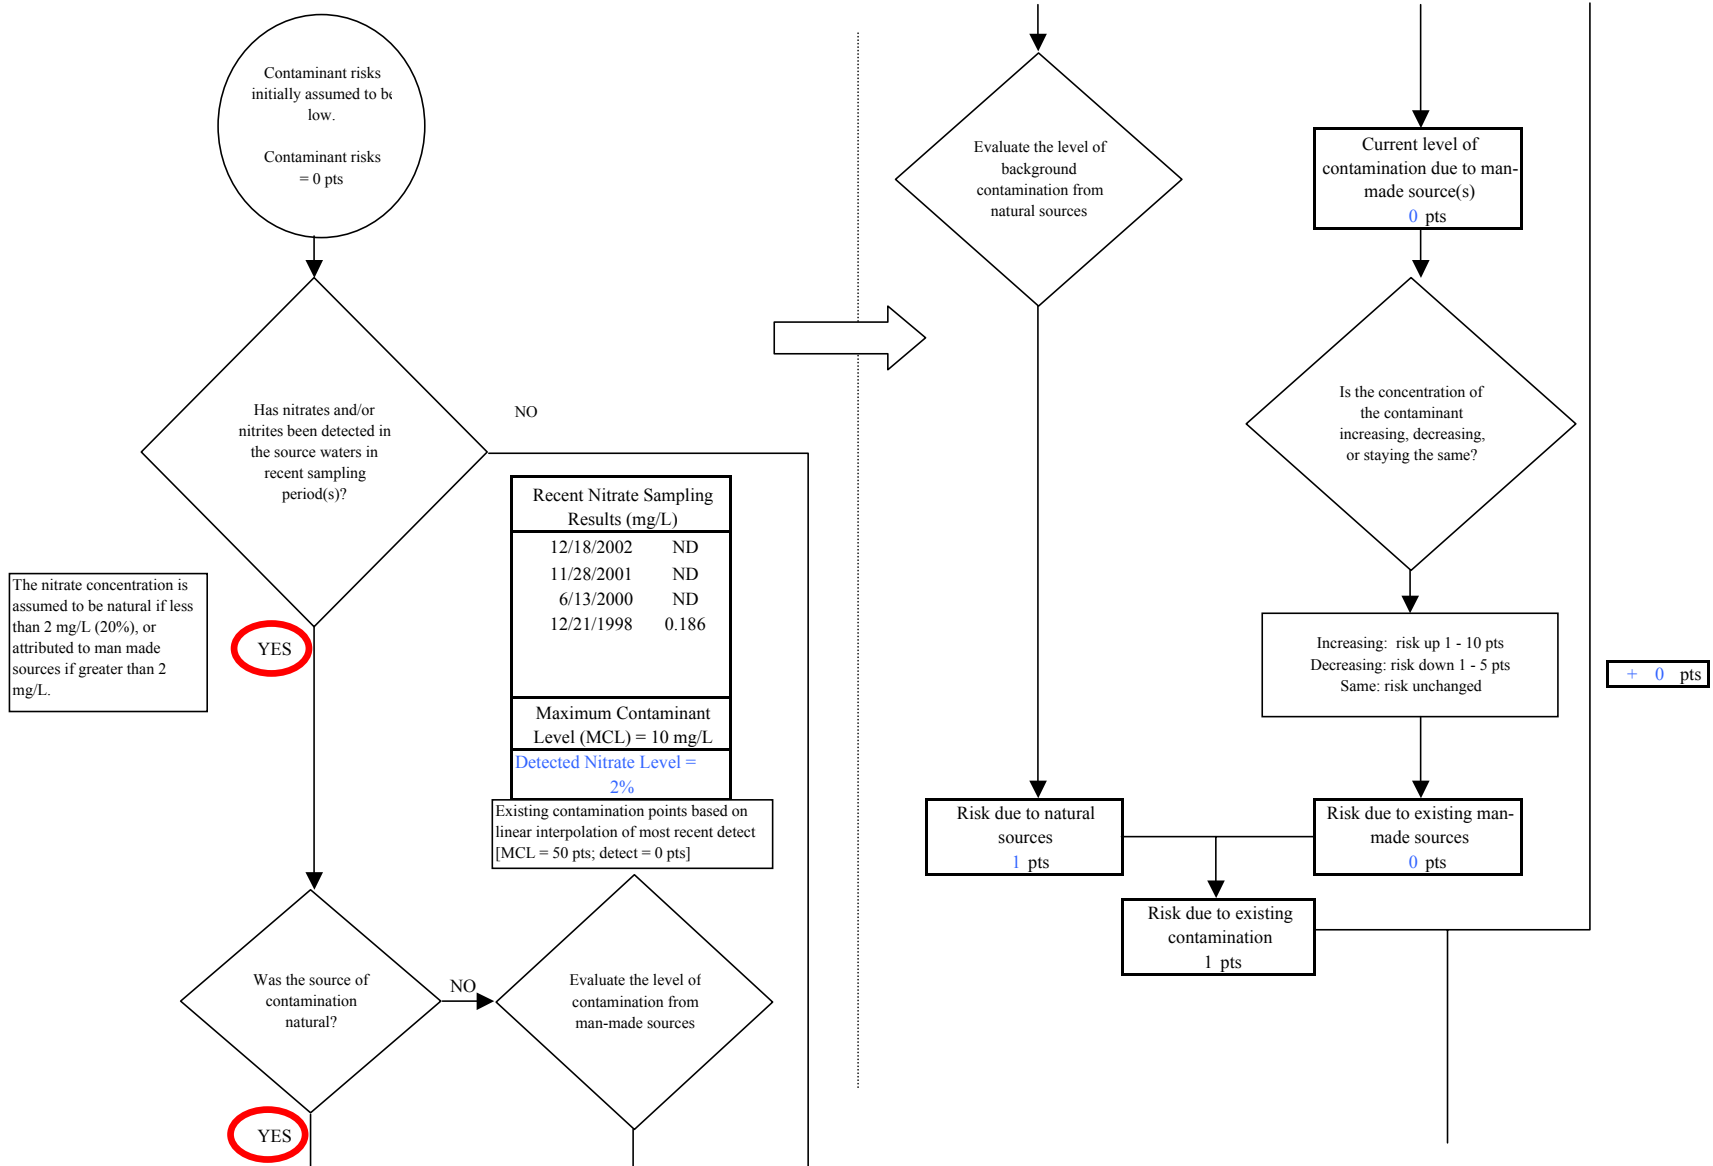 Contaminant risks
initially assumed to be
low.
Contaminant risks
= 0 pts
Has nitrates and/or
nitrites been detected in
the source waters in
recent sampling
period(s)?
NO
Recent Nitrate Sampling
Results (mg/L)
12/18/2002 ND
11/28/2001 ND
6/13/2000 ND
12/21/1998 0.186
Maximum Contaminant
Level (MCL) = 10 mg/L
Detected Nitrate Level =
2%
Existing contamination points based on
linear interpolation of most recent detect
[MCL = 50 pts; detect = 0 pts]
The nitrate concentration is
assumed to be natural if less
than 2 mg/L (20%), or
attributed to man made
sources if greater than 2
mg/L.
YES
Was the source of
contamination
natural?
NO
Evaluate the level of
contamination from
man-made sources
YES
Evaluate the level of
background
contamination from
natural sources
Current level of
contamination due to man-
made source(s)
0 pts
Is the concentration of
the contaminant
increasing, decreasing,
or staying the same?
Increasing: risk up 1 - 10 pts
Decreasing: risk down 1 - 5 pts
Same: risk unchanged
+ 0 pts
Risk due to natural
sources
1 pts
Risk due to existing man-
made sources
0 pts
Risk due to existing
contamination
1 pts